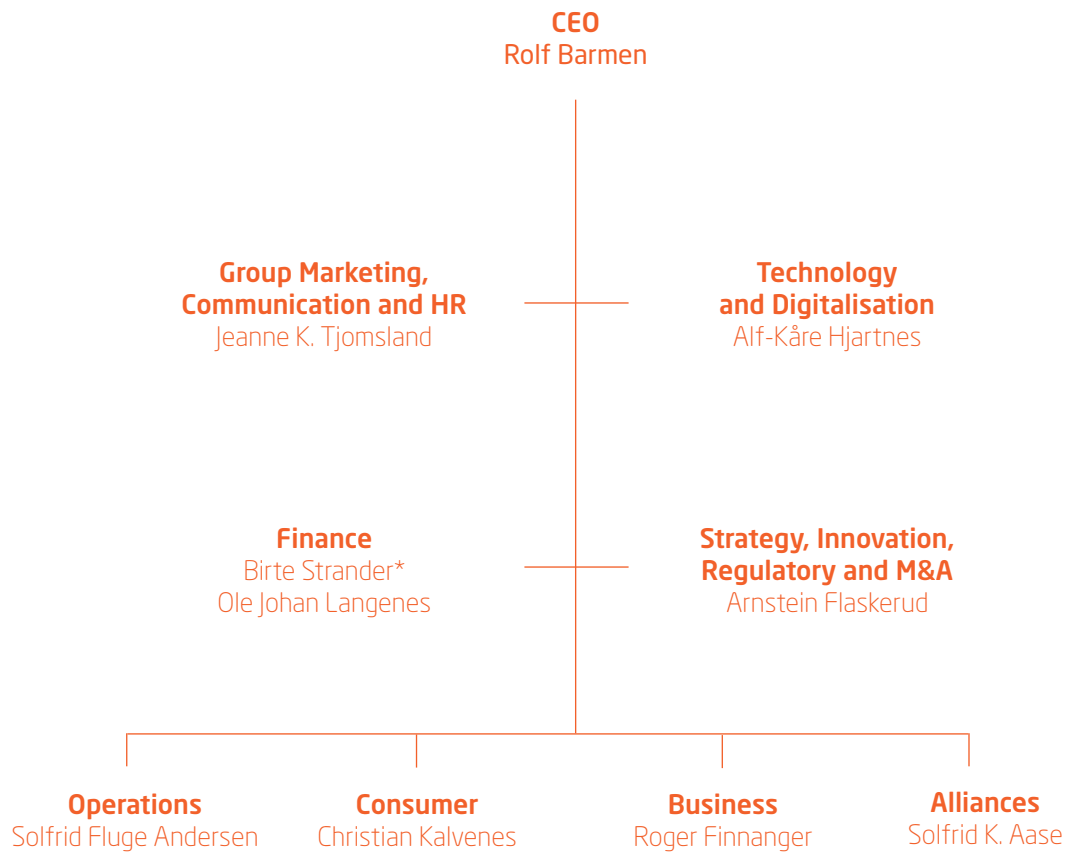 CEO
Rolf Barmen
Group Marketing,
Communication and HR
Jeanne K. Tjomsland
Technology
and Digitalisation
Alf-Kåre Hjartnes
Finance
Birte Strander*
Ole Johan Langenes
Strategy, Innovation,
Regulatory and M&A
Arnstein Flaskerud
Operations
Solfrid Fluge Andersen
Consumer
Christian Kalvenes
Business
Roger Finnanger
Alliances
Solfrid K. Aase